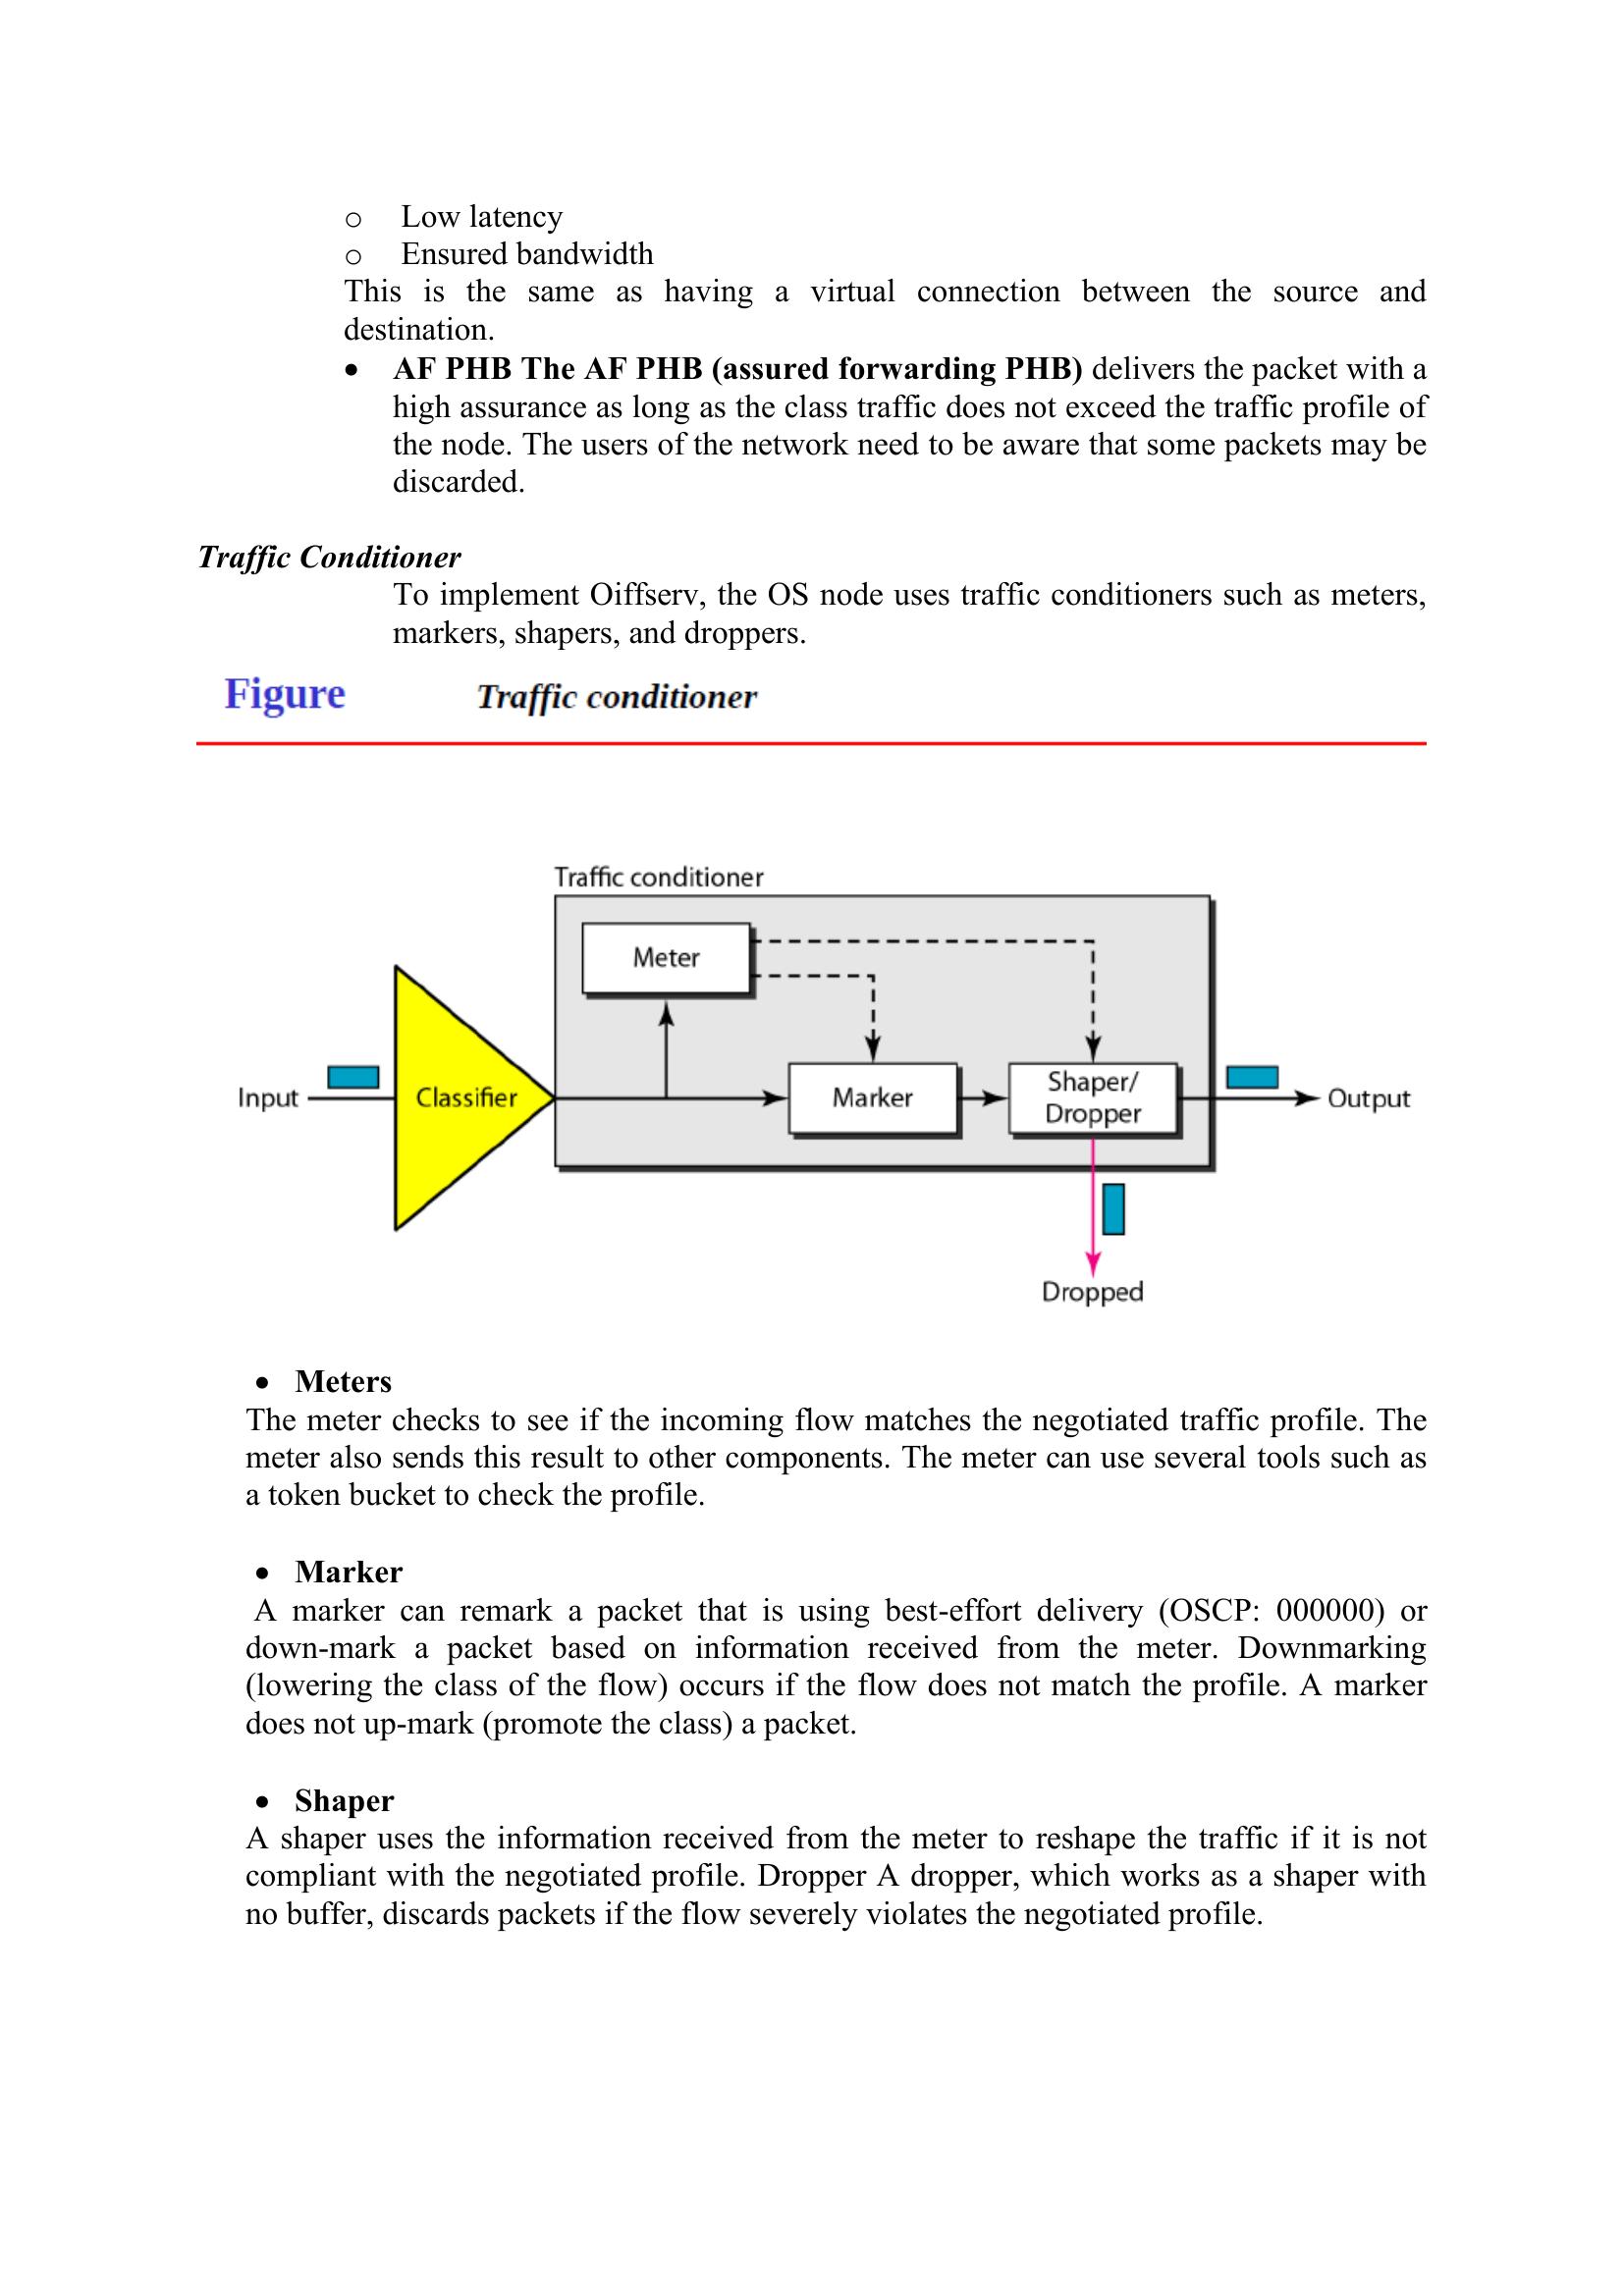 o Low latency
o Ensured bandwidth
This is the same as having a virtual connection between the source and
destination.
• AF PHB The AF PHB (assured forwarding PHB) delivers the packet with a
high assurance as long as the class traffic does not exceed the traffic profile of
the node. The users of the network need to be aware that some packets may be
discarded.
Traffic Conditioner
To implement Oiffserv, the OS node uses traffic conditioners such as meters,
markers, shapers, and droppers.
Figure Traffic conditioner
Traffic conditioner
Meter
Input
Classifier
Marker
Shaper/
Dropper
Output
Dropped
• Meters
The meter checks to see if the incoming flow matches the negotiated traffic profile. The
meter also sends this result to other components. The meter can use several tools such as
a token bucket to check the profile.
• Marker
A marker can remark a packet that is using best-effort delivery (OSCP: 000000) or
down-mark a packet based on information received from the meter. Downmarking
(lowering the class of the flow) occurs if the flow does not match the profile. A marker
does not up-mark (promote the class) a packet.
• Shaper
A shaper uses the information received from the meter to reshape the traffic if it is not
compliant with the negotiated profile. Dropper A dropper, which works as a shaper with
no buffer, discards packets if the flow severely violates the negotiated profile.